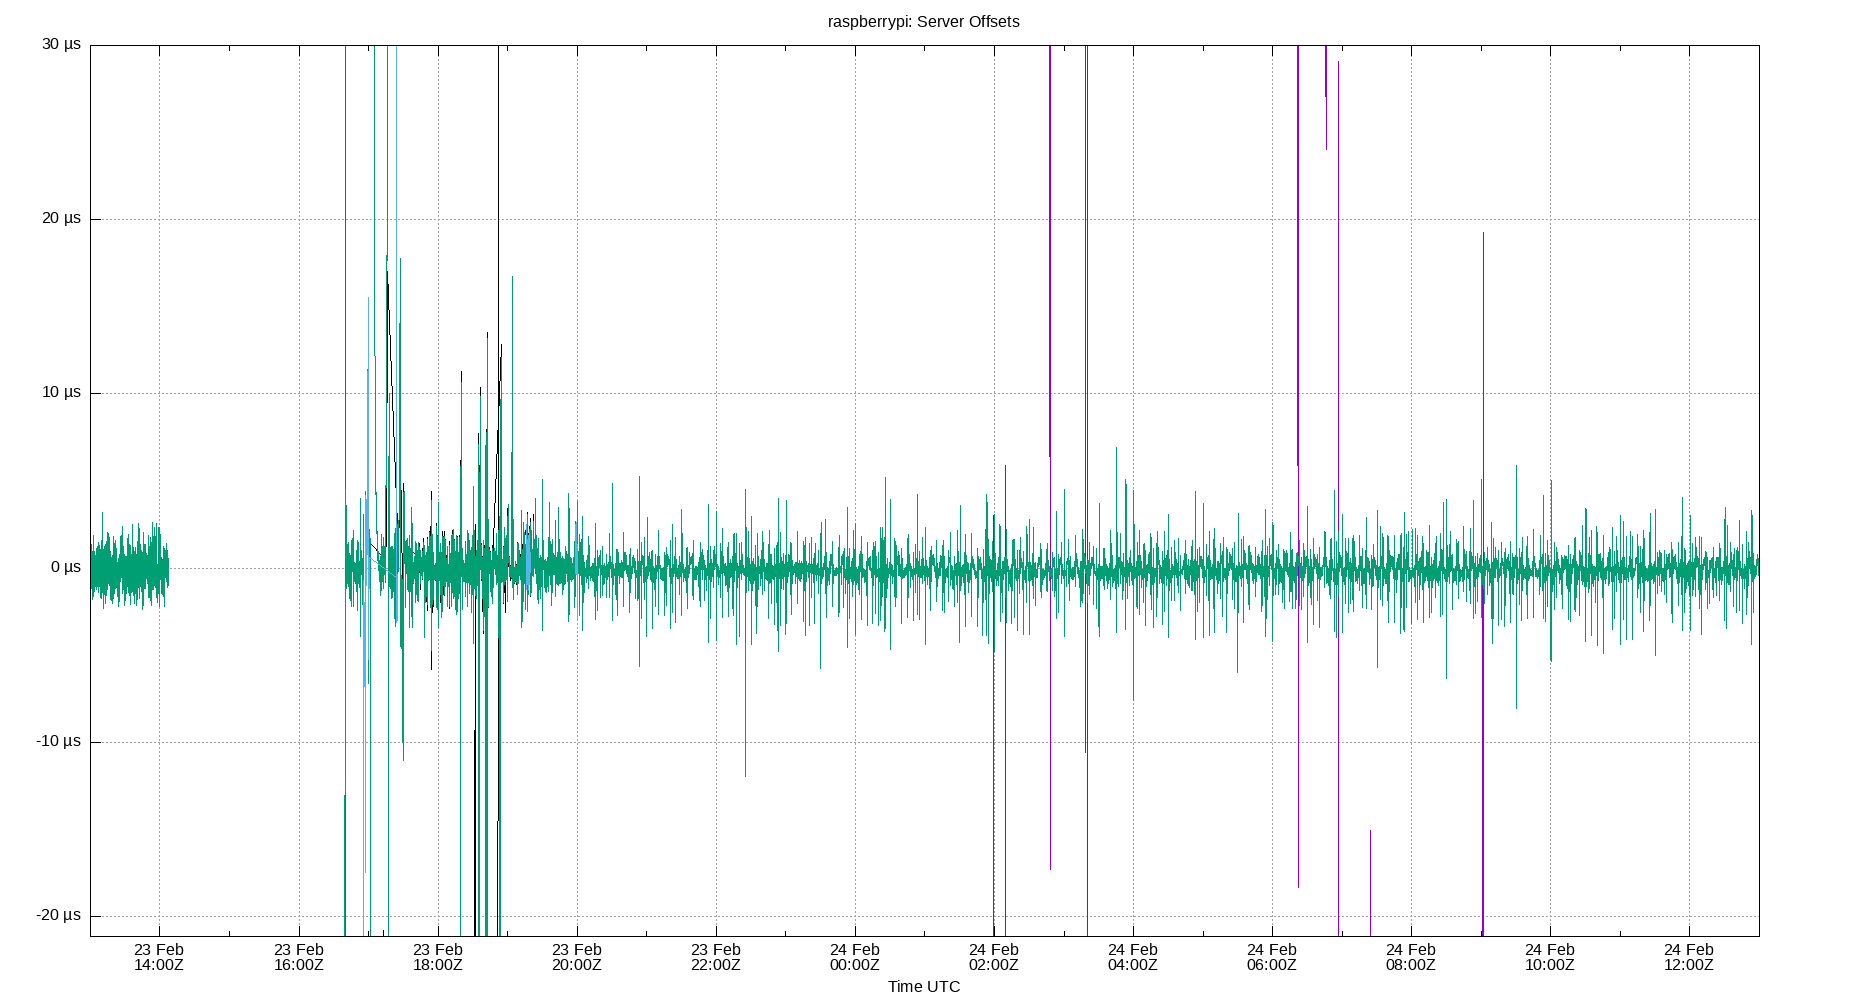 raspberrypi: Server Offsets
30 µs
20 µs
10 µs
0 µs
-10 µs
-20 µs
23 Feb 23 Feb 23 Feb 23 Feb 23 Feb 24 Feb 24 Feb 24 Feb 24 Feb 24 Feb 24 Feb 24 Feb
14:00Z 16:00Z 18:00Z 20:00Z 22:00Z 00:00Z 02:00Z 04:00Z 06:00Z 08:00Z 10:00Z 12:00Z
Time UTC